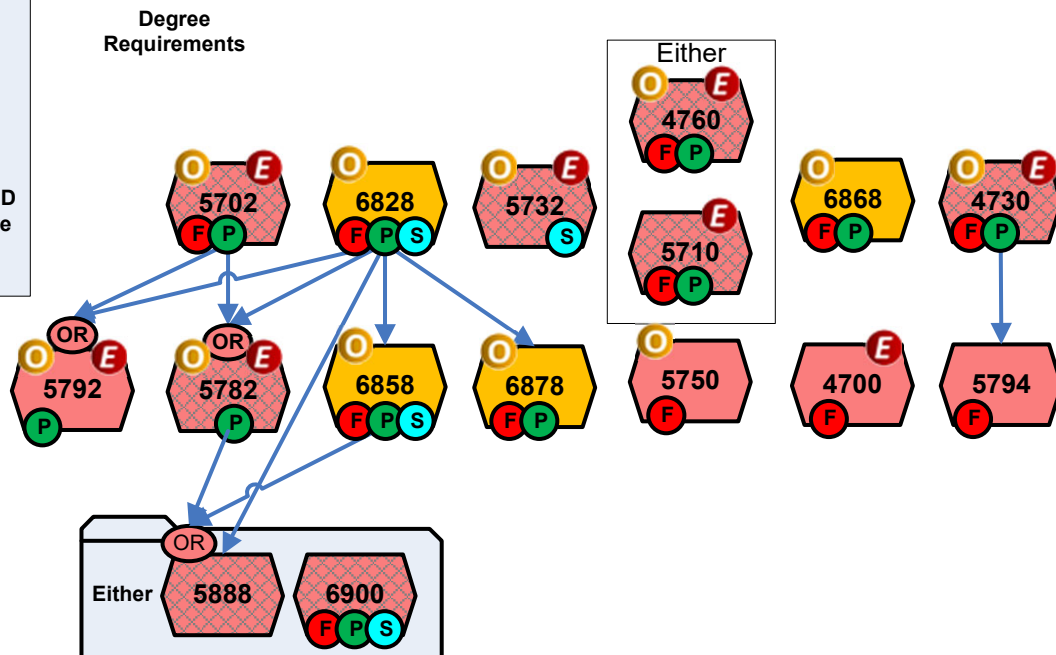 Degree
Requirements
Either
O E
4760
F P
D
e
O E
5702
F P
O
6828
F P S
O E
5732
S
E
5710
F P
O
6868
F P
O E
4730
F P
OR
O E
5792
P
OR
O E
5782
P
O
6858
F P S
O
6878
F P
O
5750
F
E
4700
F
5794
F
OR
Either
5888
6900
F P S